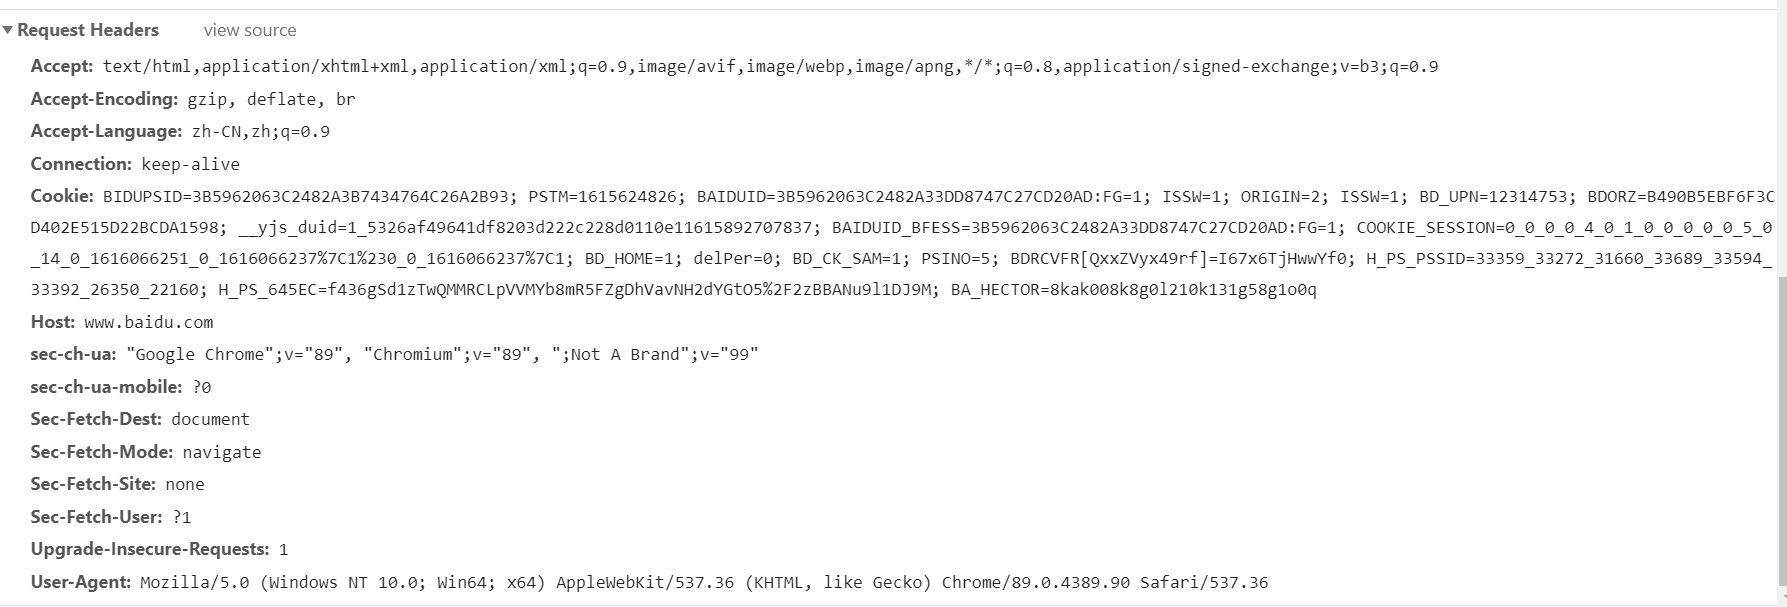 Request Headers view source
Accept: text/html,application/xhtml+xml,application/xml;q=0.9,image/avif,image/webp,image/apng,*/*;q=0.8,application/signed-exchange;v=b3;q=0.9
Accept-Encoding: gzip, deflate, br
Accept-Language: zh-CN,zh;q=0.9
Connection: keep-alive
Cookie: BIDUPSID=3B5962063C2482A3B7434764C26A2B93; PSTM=1615624826; BAIDUID=3B5962063C2482A33DD8747C27CD20AD:FG=1; ISSW=1; ORIGIN=2; ISSW=1; BD_UPN=12314753; BDORZ=B490B5EBF6F3C
D402E515D22BCDA1598; __yjs_duid=1_5326af49641df8203d222c228d0110e11615892707837; BAIDUID_BFESS=3B5962063C2482A33DD8747C27CD20AD:FG=1; COOKIE_SESSION=0_0_0_0_4_0_1_0_0_0_0_0_5_0
_14_0_1616066251_0_1616066237%7C1%230_0_1616066237%7C1; BD_HOME=1; delPer=0; BD_CK_SAM=1; PSINO=5; BDRCVFR[QxxZVyx49rf]=I67x6TjHwwYf0; H_PS_PSSID=33359_33272_31660_33689_33594_
33392_26350_22160; H_PS_645EC=f436gSd1zTwQMMRCLpVVMYb8mR5FZgDhVavNH2dYGtO5%2F2zBBANu9l1DJ9M; BA_HECTOR=8kak008k8g0l210k131g58g1o0q
Host: www.baidu.com
sec-ch-ua: "Google Chrome";v="89", "Chromium";v="89", ";Not A Brand";v="99"
sec-ch-ua-mobile: ?0
Sec-Fetch-Dest: document
Sec-Fetch-Mode: navigate
Sec-Fetch-Site: none
Sec-Fetch-User: ?1
Upgrade-Insecure-Requests: 1
User-Agent: Mozilla/5.0 (Windows NT 10.0; Win64; x64) AppleWebKit/537.36 (KHTML, like Gecko) Chrome/89.0.4389.90 Safari/537.36